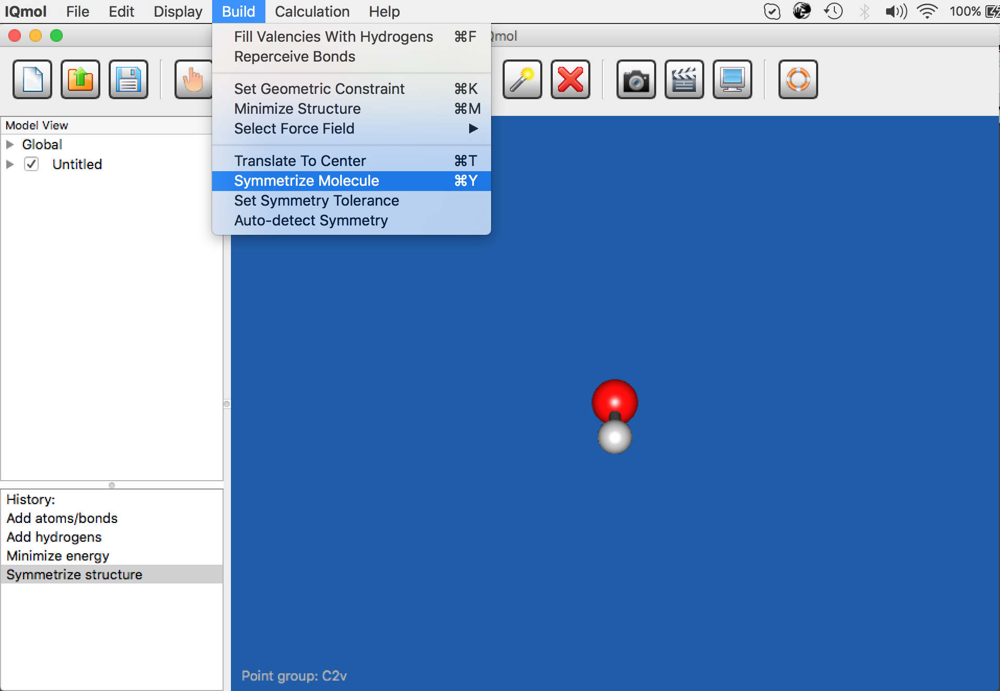 IQmol File Edit Display Build Calculation Help 100%
Qmol
Fill Valencies With Hydrogens ⌘F
Reperceive Bonds
Set Geometric Constraint ⌘K
Minimize Structure ⌘M
Select Force Field
Translate To Center ⌘T
Symmetrize Molecule ⌘Y
Set Symmetry Tolerance
Auto-detect Symmetry
Model View
Global
Untitled
History:
Add atoms/bonds
Add hydrogens
Minimize energy
Symmetrize structure
Point group: C2v